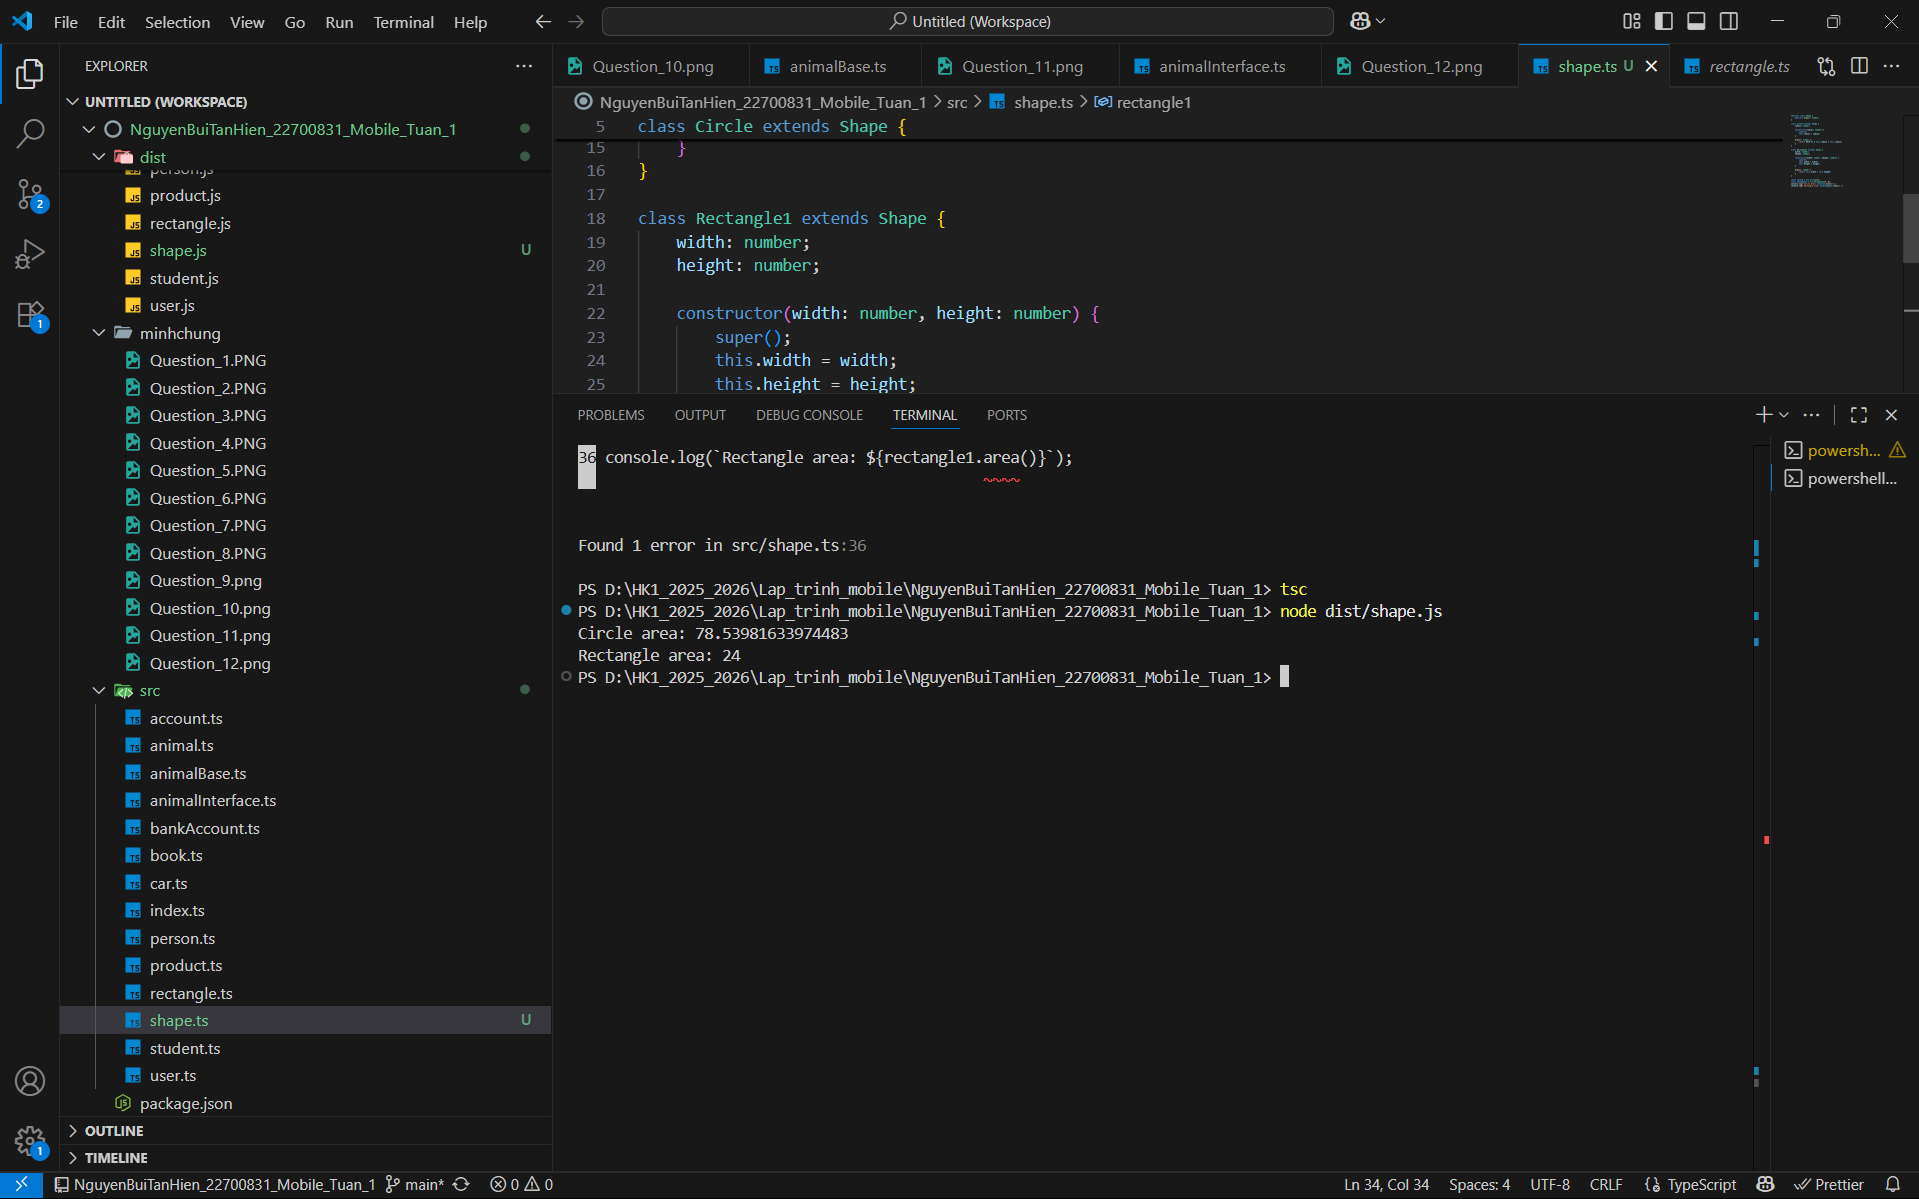 File Edit Selection View Go Run Terminal Help
Untitled (Workspace)
EXPLORER
UNTITLED (WORKSPACE)
NguyenBuiTanHien_22700831_Mobile_Tuan_1
dist
person.js
product.js
rectangle.js
shape.js U
student.js
user.js
minhchung
Question_1.PNG
Question_2.PNG
Question_3.PNG
Question_4.PNG
Question_5.PNG
Question_6.PNG
Question_7.PNG
Question_8.PNG
Question_9.png
Question_10.png
Question_11.png
Question_12.png
src
account.ts
animal.ts
animalBase.ts
animalInterface.ts
bankAccount.ts
book.ts
car.ts
index.ts
person.ts
product.ts
rectangle.ts
shape.ts U
student.ts
user.ts
package.json
OUTLINE
TIMELINE
2
1
1
Question_10.png animalBase.ts Question_11.png animalInterface.ts Question_12.png shape.ts U rectangle.ts
NguyenBuiTanHien_22700831_Mobile_Tuan_1 > src > shape.ts > rectangle1
5 class Circle extends Shape {
15 }
16 }
17
18 class Rectangle1 extends Shape {
19 width: number;
20 height: number;
21
22 constructor(width: number, height: number) {
23 super();
24 this.width = width;
25 this.height = height;
PROBLEMS OUTPUT DEBUG CONSOLE TERMINAL PORTS
36 console.log(`Rectangle area: ${rectangle1.area()}`);
~~~~
Found 1 error in src/shape.ts:36
PS D:\HK1_2025_2026\Lap_trinh_mobile\NguyenBuiTanHien_22700831_Mobile_Tuan_1> tsc
PS D:\HK1_2025_2026\Lap_trinh_mobile\NguyenBuiTanHien_22700831_Mobile_Tuan_1> node dist/shape.js
Circle area: 78.53981633974483
Rectangle area: 24
PS D:\HK1_2025_2026\Lap_trinh_mobile\NguyenBuiTanHien_22700831_Mobile_Tuan_1>
powersh...
powershell...
NguyenBuiTanHien_22700831_Mobile_Tuan_1 main* 0 0 Ln 34, Col 34 Spaces: 4 UTF-8 CRLF TypeScript Prettier